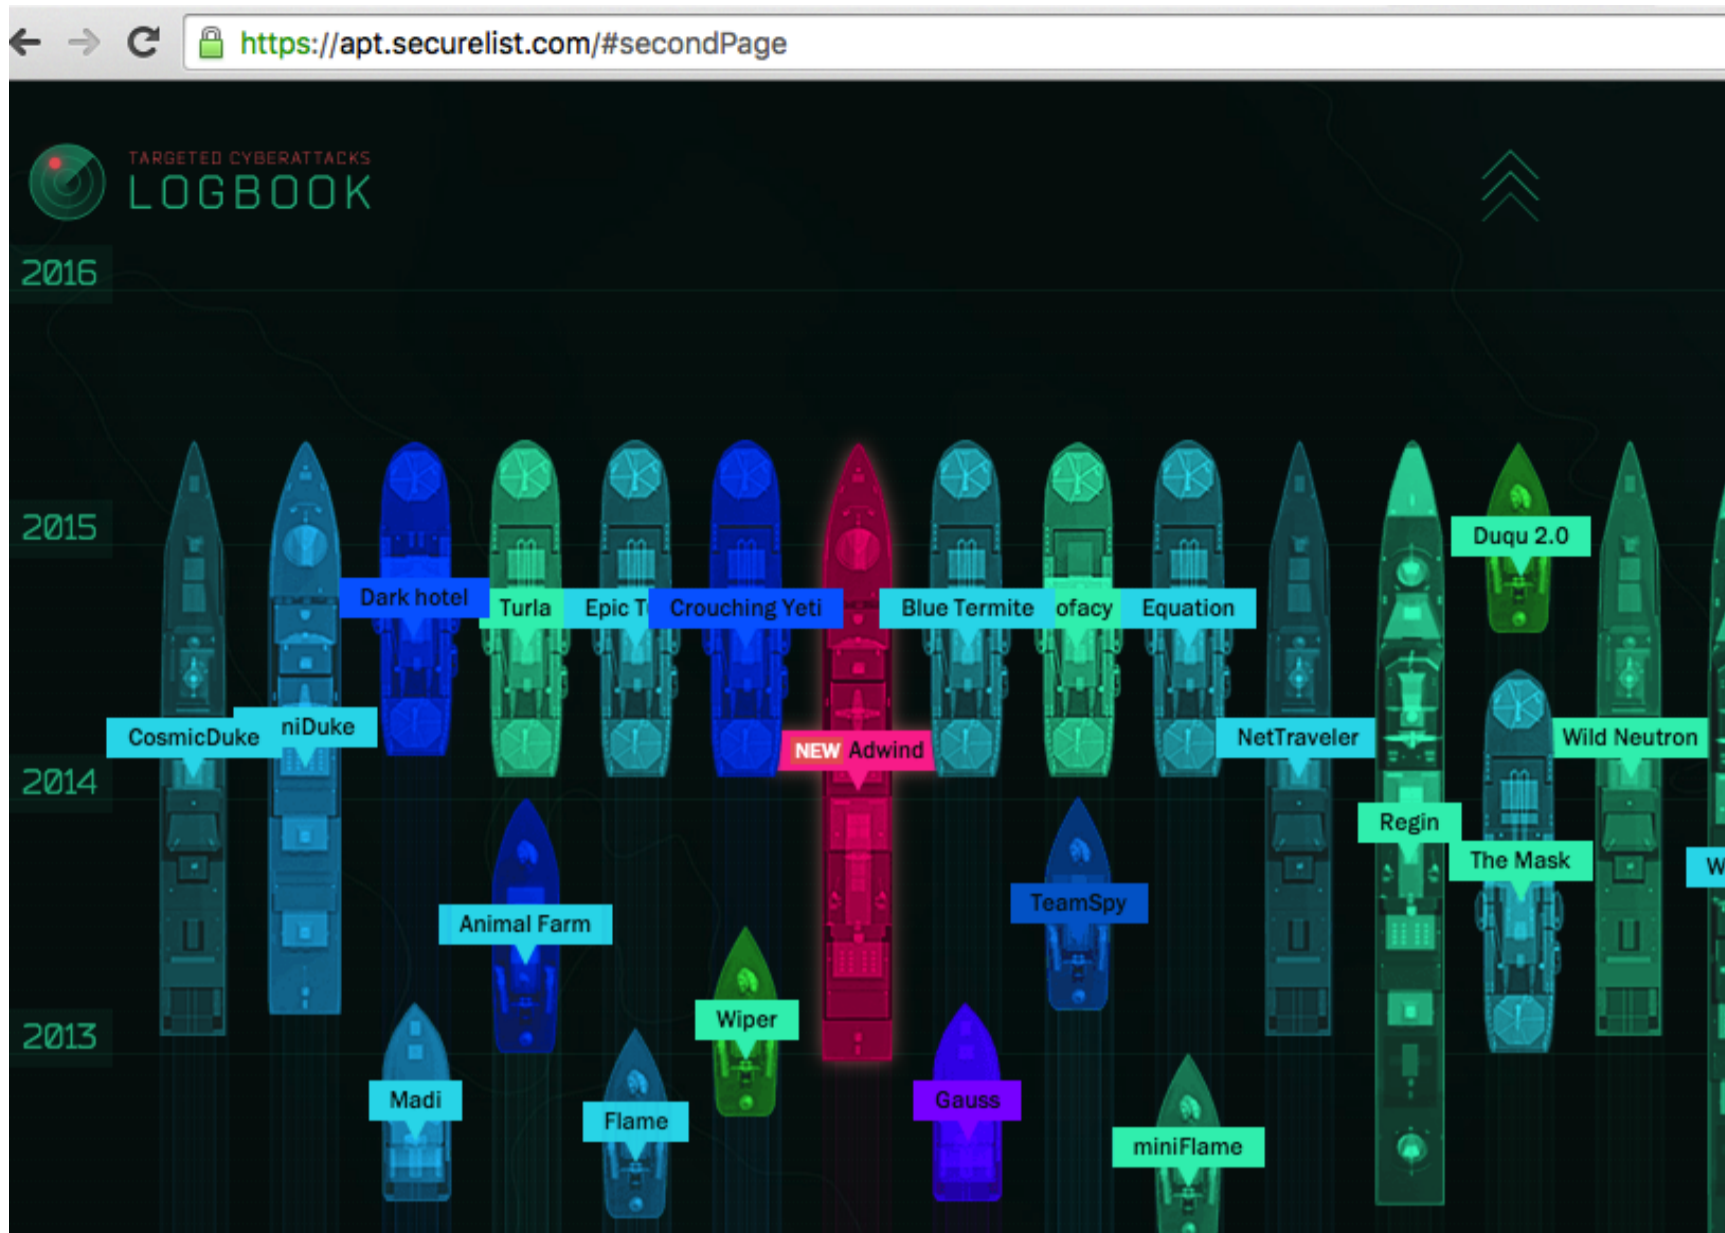 https://apt.securelist.com/#secondPage
TARGETED CYBERATTACKS
LOGBOOK
2016
2015
Duqu 2.0
Dark hotel
Turla
Epic
Crouching Yeti
Blue Termite
ofacy
Equation
CosmicDuke
niDuke
NEW Adwind
NetTraveler
Wild Neutron
2014
Regin
The Mask
W
TeamSpy
Animal Farm
Wiper
2013
Madi
Flame
Gauss
miniFlame